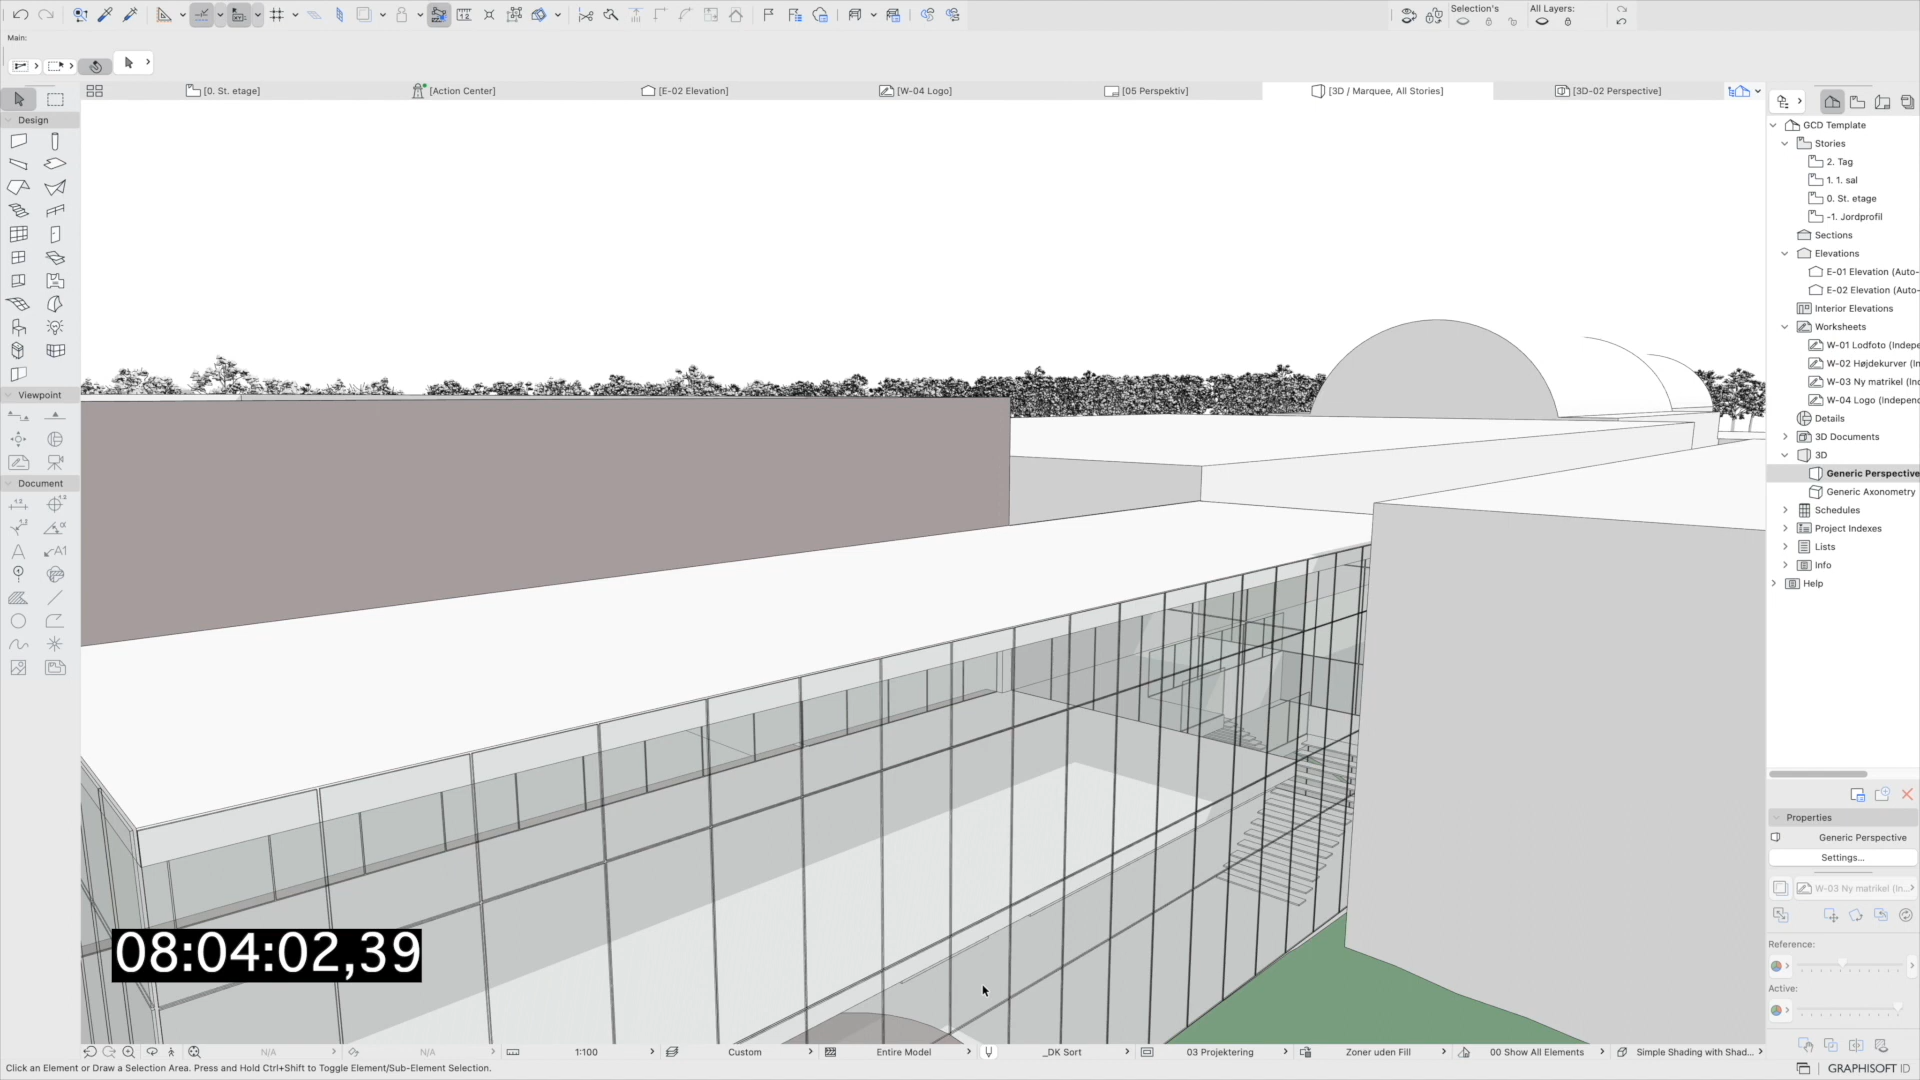 Selection's
All Layers:
Main:
[0. St. etage]
[Action Center]
[E-02 Elevation]
[W-04 Logo]
[05 Perspektiv]
[3D / Marquee, All Stories]
[3D-02 Perspective]
Design
Viewpoint
Document
A
A1
GCD Template
Stories
2. Tag
1. 1. sal
0. St. etage
-1. Jordprofil
Sections
Elevations
E-01 Elevation (Auto-
E-02 Elevation (Auto-
Interior Elevations
Worksheets
W-01 Lodfoto (Indepe
W-02 Højdekurver (In
W-03 Ny matrikel (Ind
W-04 Logo (Independ
Details
3D Documents
3D
Generic Perspective
Generic Axonometry
Schedules
Project Indexes
Lists
Info
Help
Properties
Generic Perspective
Settings...
W-03 Ny matrikel (In...
Reference:
Active:
08:04:02,39
N/A
N/A
1:100
Custom
Entire Model
_DK Sort
03 Projektering
Zoner uden Fill
00 Show All Elements
Simple Shading with Shad...
Click an Element or Draw a Selection Area. Press and Hold Ctrl+Shift to Toggle Element/Sub-Element Selection.
GRAPHISOFT ID